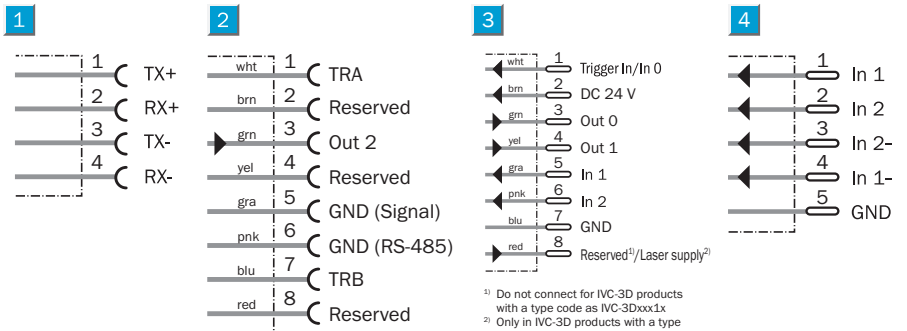 1
1 TX+
2 RX+
3 TX-
4 RX-
2
wht 1 TRA
brn 2 Reserved
grn 3 Out 2
yel 4 Reserved
gra 5 GND (Signal)
pnk 6 GND (RS-485)
blu 7 TRB
red 8 Reserved
3
wht 1 Trigger In/In 0
brn 2 DC 24 V
grn 3 Out 0
yel 4 Out 1
gra 5 In 1
pnk 6 In 2
blu 7 GND
red 8 Reserved¹⁾/Laser supply²⁾
¹⁾ Do not connect for IVC-3D products
with a type code as IVC-3Dxxx1x
²⁾ Only in IVC-3D products with a type
4
1 In 1
2 In 2
3 In 2-
4 In 1-
5 GND